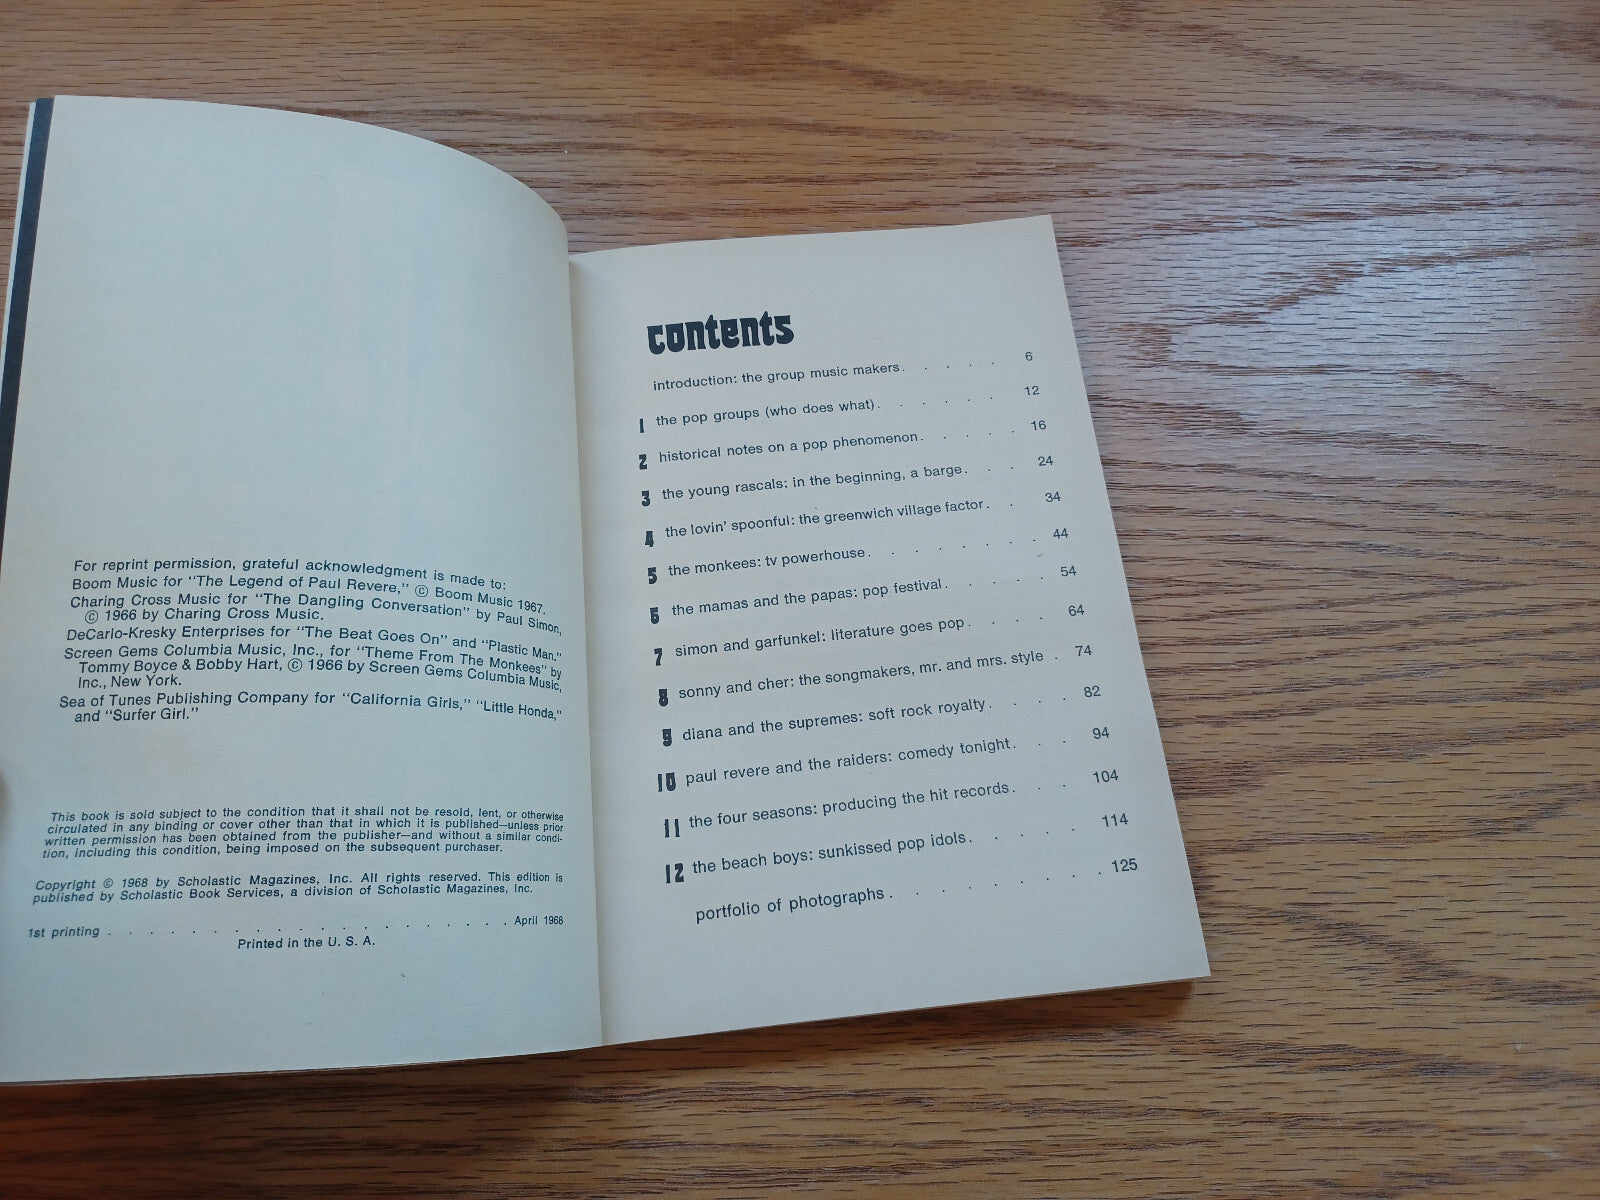 For reprint permission, grateful acknowledgment is made to:
Boom Music for "The Legend of Paul Revere," © Boom Music 1967.
Charing Cross Music for "The Dangling Conversation" by Paul Simon,
© 1966 by Charing Cross Music.
DeCarlo-Kresky Enterprises for "The Beat Goes On" and "Plastic Man."
Screen Gems Columbia Music, Inc., for "Theme From The Monkees" by
Tommy Boyce & Bobby Hart, © 1966 by Screen Gems Columbia Music,
Inc., New York.
Sea of Tunes Publishing Company for "California Girls," "Little Honda,"
and "Surfer Girl."
This book is sold subject to the condition that it shall not be resold, lent, or otherwise
circulated in any binding or cover other than that in which it is published—unless prior
written permission has been obtained from the publisher—and without a similar condi-
tion, including this condition, being imposed on the subsequent purchaser.
Copyright © 1968 by Scholastic Magazines, Inc. All rights reserved. This edition is
published by Scholastic Book Services, a division of Scholastic Magazines, Inc.
1st printing . . . . . . . . . . . . . . . . April 1968
Printed in the U. S. A.
contents
introduction: the group music makers. . . . . 6
1 the pop groups (who does what). . . . . . 12
2 historical notes on a pop phenomenon. . . . . 16
3 the young rascals: in the beginning, a barge. . . 24
4 the lovin' spoonful: the greenwich village factor. . 34
5 the monkees: tv powerhouse. . . . . . . . 44
6 the mamas and the papas: pop festival. . . . . 54
7 simon and garfunkel: literature goes pop. . . . 64
8 sonny and cher: the songmakers, mr. and mrs. style . 74
9 diana and the supremes: soft rock royalty. . . . 82
10 paul revere and the raiders: comedy tonight. . . 94
11 the four seasons: producing the hit records. . . 104
12 the beach boys: sunkissed pop idols. . . . . 114
portfolio of photographs . . . . . . . . . 125